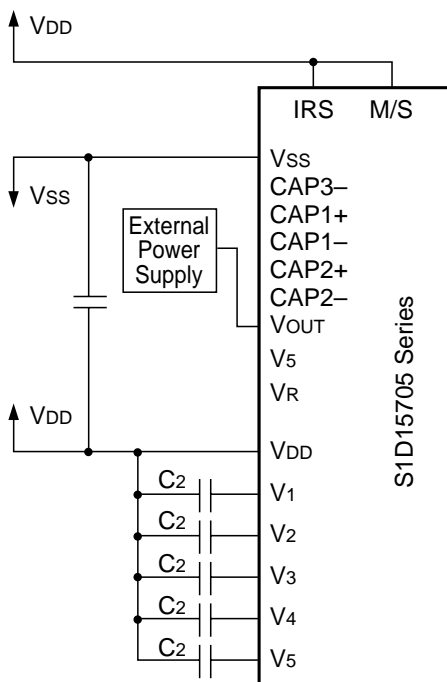 VDD
IRS M/S
VSS
VSS
CAP3–
CAP1+
CAP1–
CAP2+
CAP2–
VOUT
External
Power
Supply
V5
VR
S1D15705 Series
VDD
VDD
C2 V1
C2 V2
C2 V3
C2 V4
C2 V5